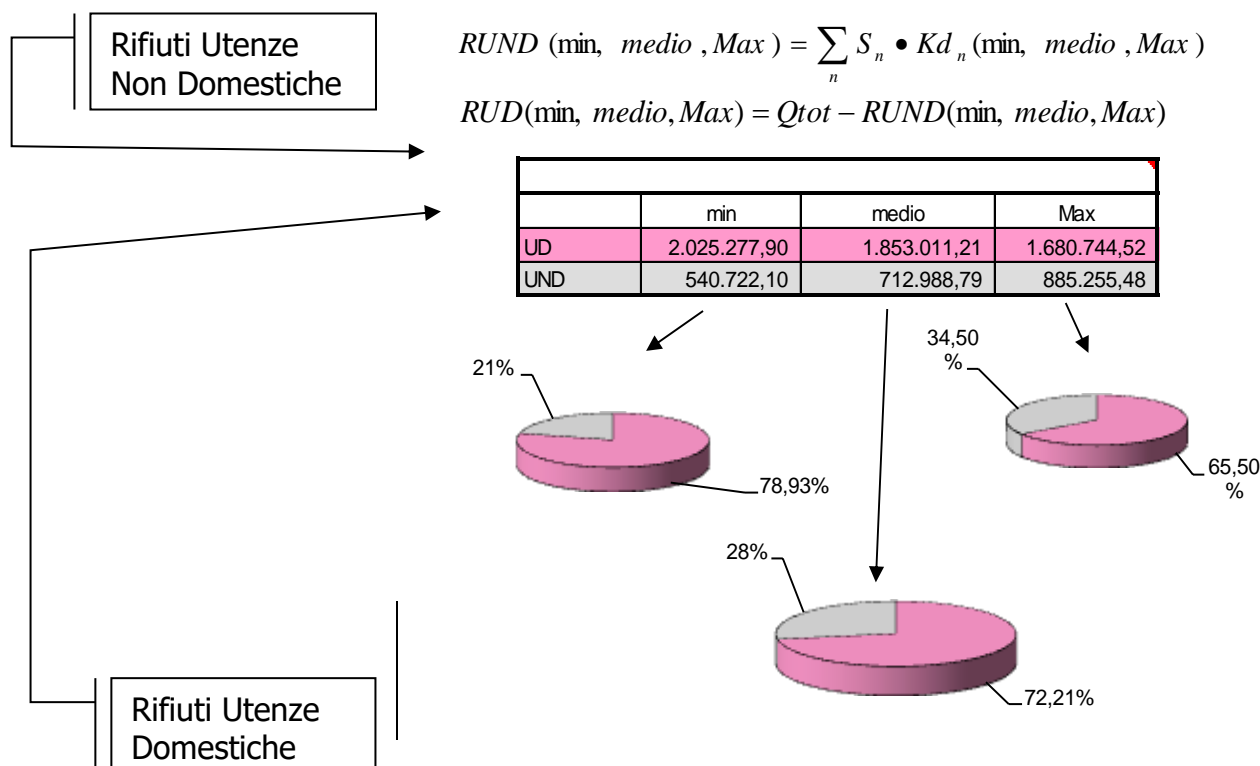 Rifiuti Utenze
Non Domestiche
RUND (min, medio , Max ) = ∑ n S n • Kd n (min, medio , Max )
RUD(min, medio, Max) = Qtot − RUND(min, medio, Max)
min medio Max
UD 2.025.277,90 1.853.011,21 1.680.744,52
UND 540.722,10 712.988,79 885.255,48
21%
78,93%
34,50
%
65,50
%
28%
72,21%
Rifiuti Utenze
Domestiche